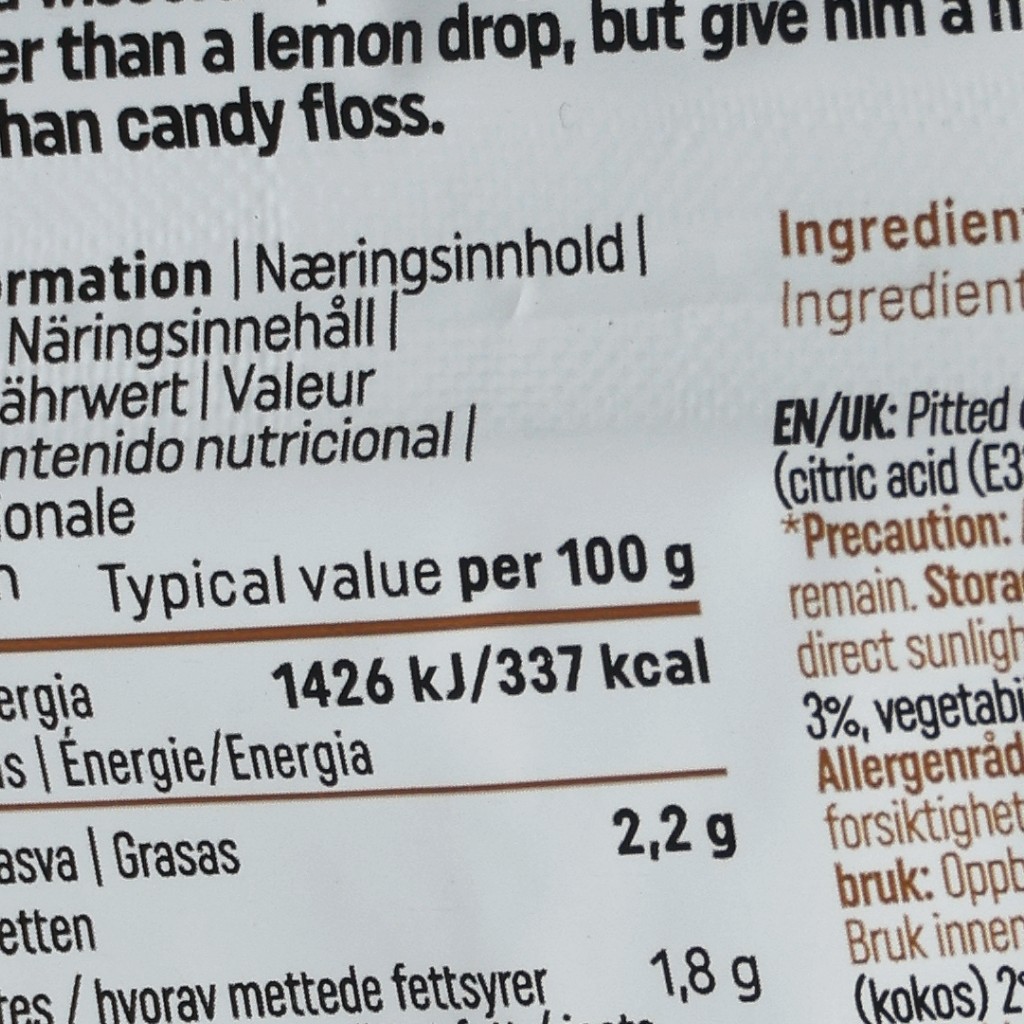 er than a lemon drop, but give him a
han candy floss.
ormation | Næringsinnhold |
Näringsinnehåll |
ährwert | Valeur
ntenido nutricional |
ionale
Typical value per 100 g
ergia 1426 kJ/337 kcal
s | Énergie/Energia
asva | Grasas 2,2 g
etten
res / hvorav mettede fettsyrer 1,8 g
Ingredien
Ingredient
EN/UK: Pitted
(citric acid (E3
*Precaution:
remain. Stora
direct sunligh
3%, vegetabi
Allergenråd
forsiktighet
bruk: Oppb
Bruk innen
(kokos) 2